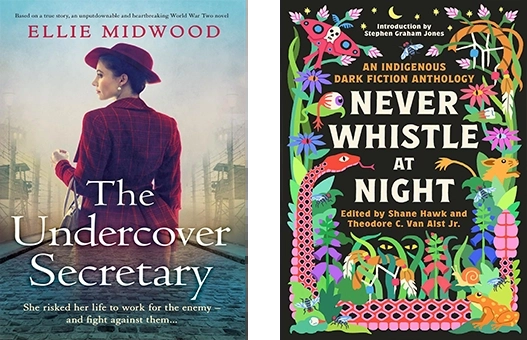 Based on a true story, an unputdownable and heartbreaking World War Two novel
ELLIE MIDWOOD
The
Undercover
Secretary
She risked her life to work for the enemy –
and fight against them...
Introduction by
Stephen Graham Jones
AN INDIGENOUS
DARK FICTION ANTHOLOGY
NEVER
WHISTLE
AT
NIGHT
Edited by Shane Hawk and
Theodore C. Van Alst Jr.